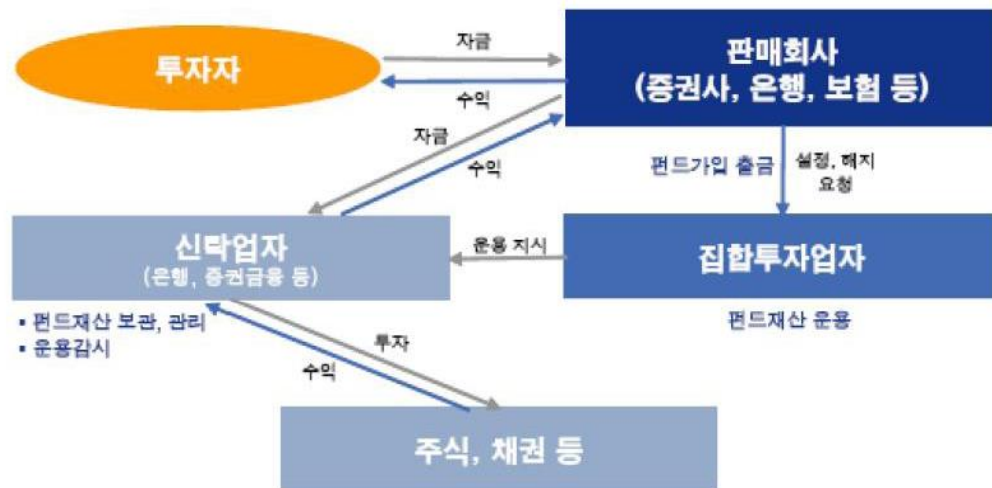 투자자
자금
수익
판매회사
(증권사, 은행, 보험 등)
자금
수익
펀드가입 출금
설정, 해지
요청
신탁업자
(은행, 증권금융 등)
운용 지시
집합투자업자
▪ 펀드재산 보관, 관리
▪ 운용감시
펀드재산 운용
투자
수익
주식, 채권 등